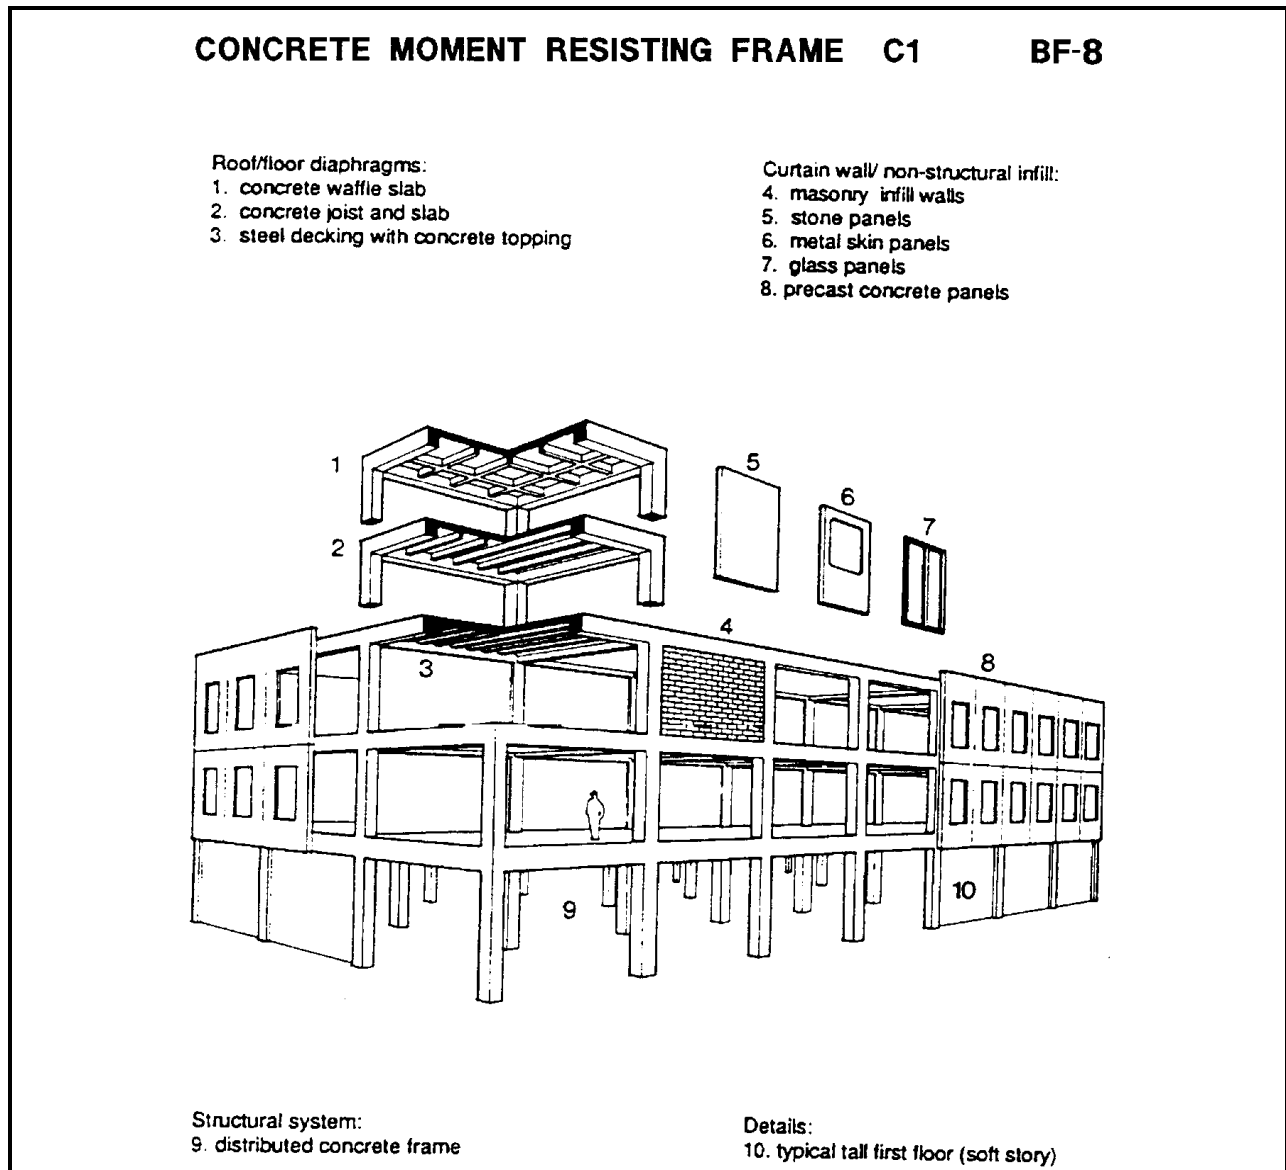 CONCRETE MOMENT RESISTING FRAME C1 BF-8
Roof/floor diaphragms:
1. concrete waffle slab
2. concrete joist and slab
3. steel decking with concrete topping
Curtain wall/ non-structural infill:
4. masonry infill walls
5. stone panels
6. metal skin panels
7. glass panels
8. precast concrete panels
1
2
3
4
5
6
7
8
9
10
Structural system:
9. distributed concrete frame
Details:
10. typical tall first floor (soft story)